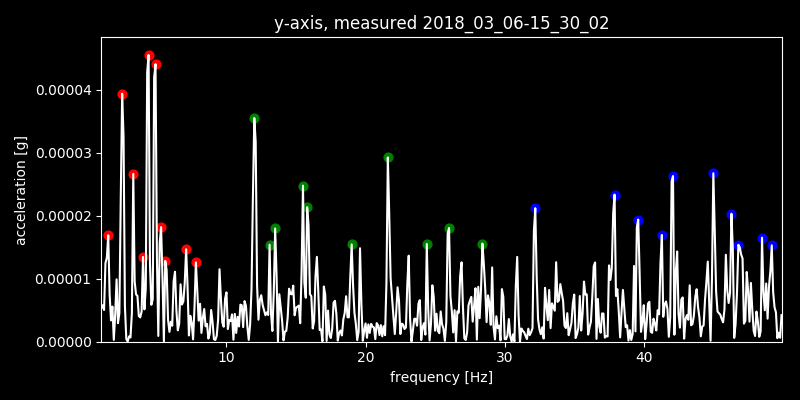 y-axis, measured 2018_03_06-15_30_02
0.00004
0.00003
0.00002
0.00001
0.00000
acceleration [g]
10 20 30 40
frequency [Hz]